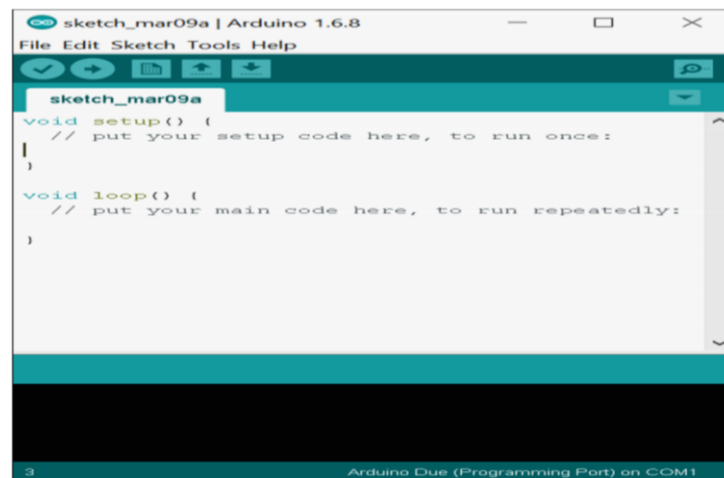 sketch_mar09a | Arduino 1.6.8
File Edit Sketch Tools Help
sketch_mar09a
void setup() {
// put your setup code here, to run once:
}
void loop() {
// put your main code here, to run repeatedly:
}
3 Arduino Due (Programming Port) on COM1